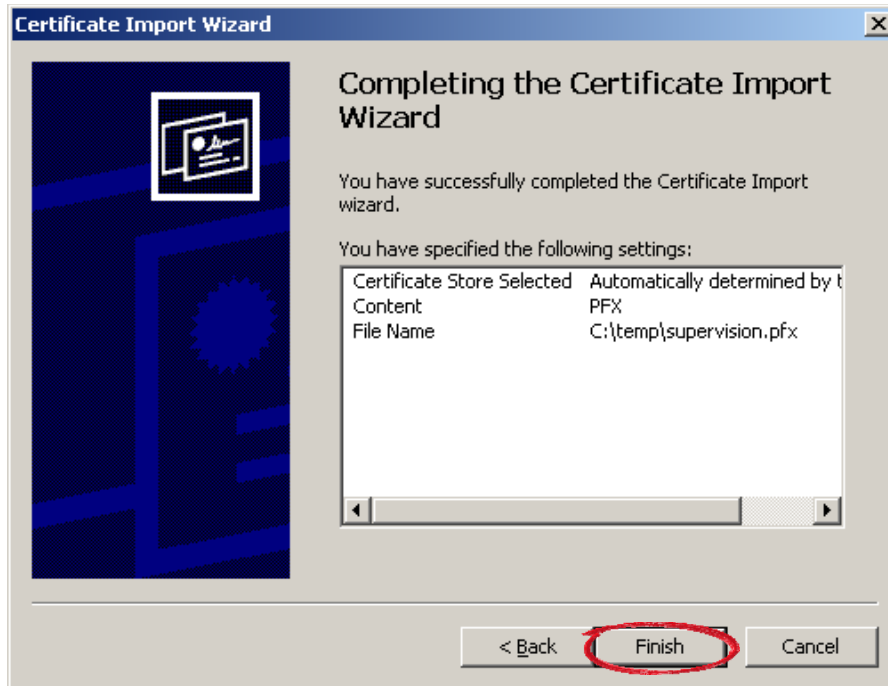 Certificate Import Wizard
Completing the Certificate Import
Wizard
You have successfully completed the Certificate Import
wizard.
You have specified the following settings:
Certificate Store Selected Automatically determined by t
Content PFX
File Name C:\temp\supervision.pfx
< Back Finish Cancel